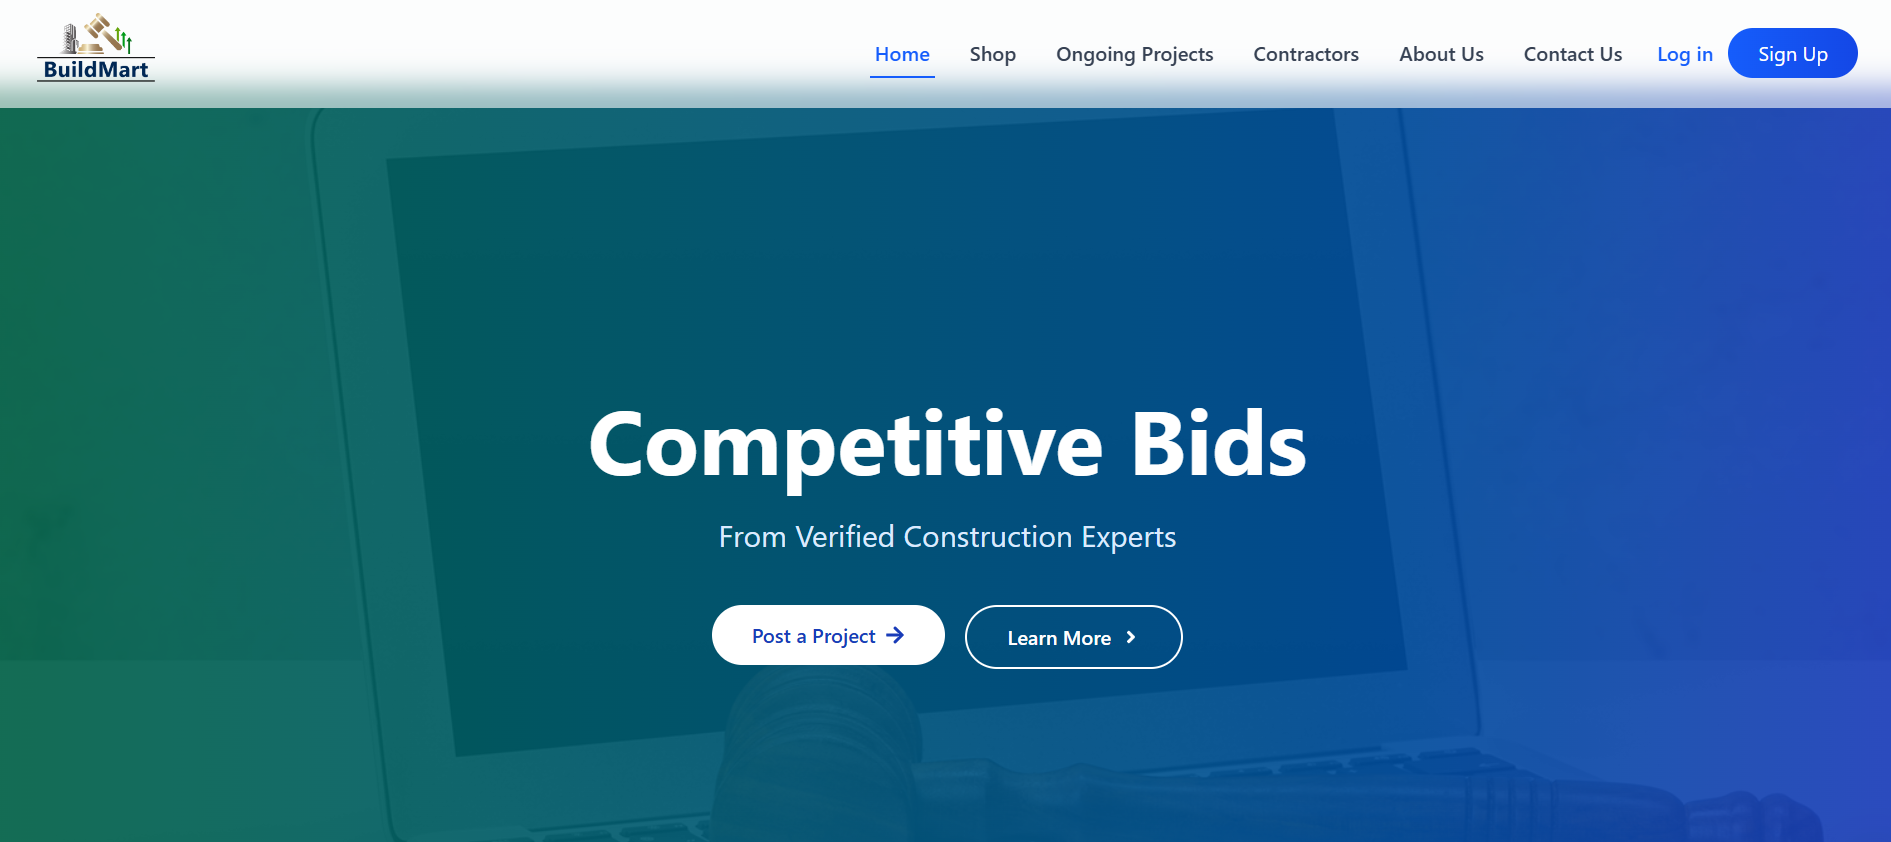 BuildMart
Home Shop Ongoing Projects Contractors About Us Contact Us Log in Sign Up
Competitive Bids
From Verified Construction Experts
Post a Project Learn More